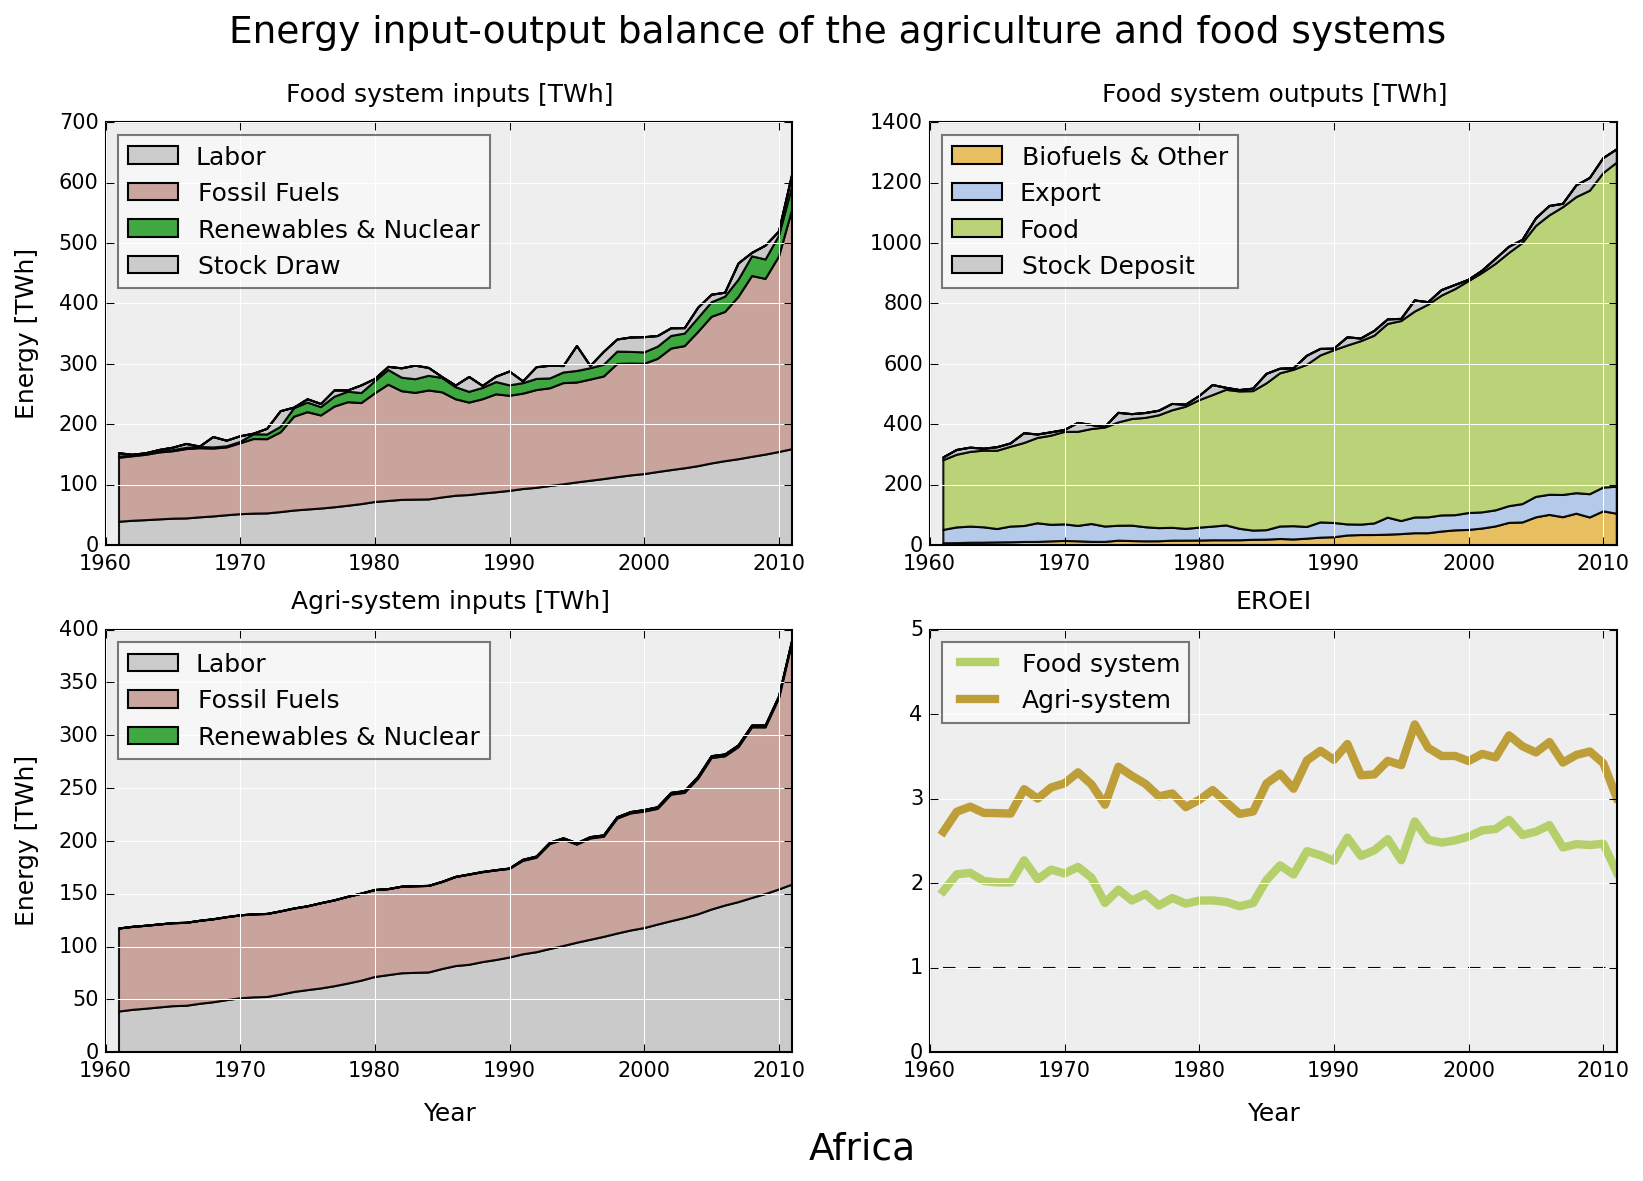 Energy input-output balance of the agriculture and food systems
Food system inputs [TWh]
Energy [TWh]
700
600
500
400
300
200
100
0
Labor
Fossil Fuels
Renewables & Nuclear
Stock Draw
1960 1970 1980 1990 2000 2010
Food system outputs [TWh]
1400
1200
1000
800
600
400
200
0
Biofuels & Other
Export
Food
Stock Deposit
1960 1970 1980 1990 2000 2010
Agri-system inputs [TWh]
Energy [TWh]
400
350
300
250
200
150
100
50
0
Labor
Fossil Fuels
Renewables & Nuclear
1960 1970 1980 1990 2000 2010
Year
EROEI
5
4
3
2
1
0
Food system
Agri-system
1960 1970 1980 1990 2000 2010
Year
Africa